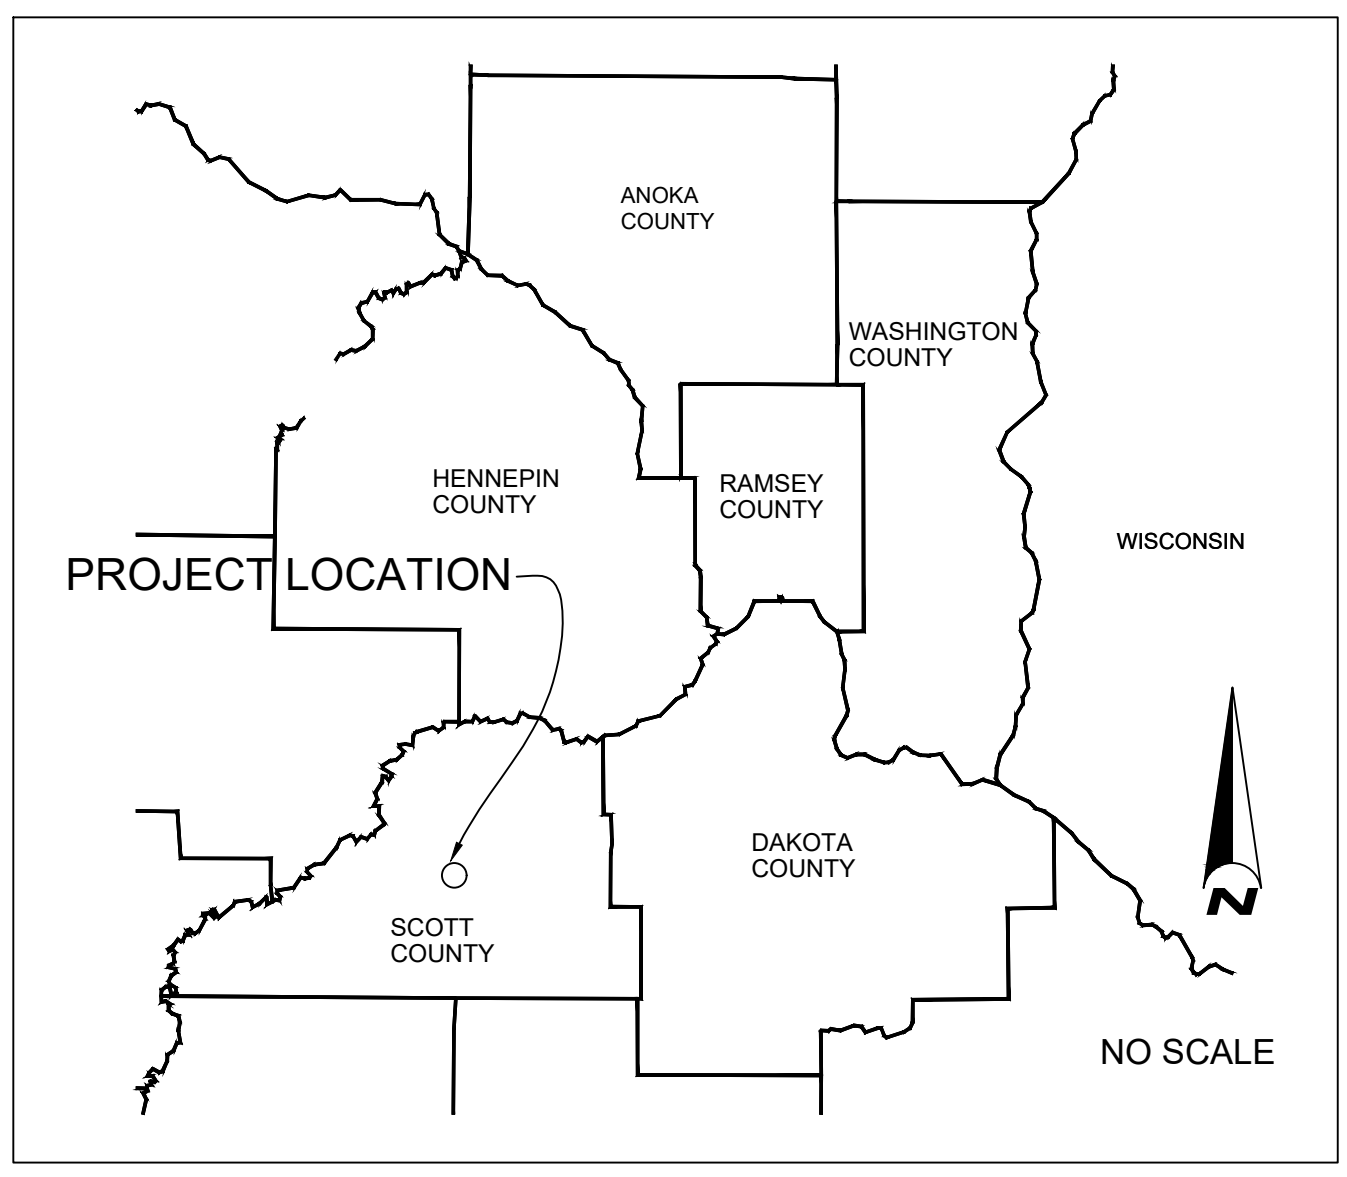 ANOKA
COUNTY
WASHINGTON
COUNTY
HENNEPIN
COUNTY
RAMSEY
COUNTY
WISCONSIN
PROJECT LOCATION
DAKOTA
COUNTY
SCOTT
COUNTY
N
NO SCALE